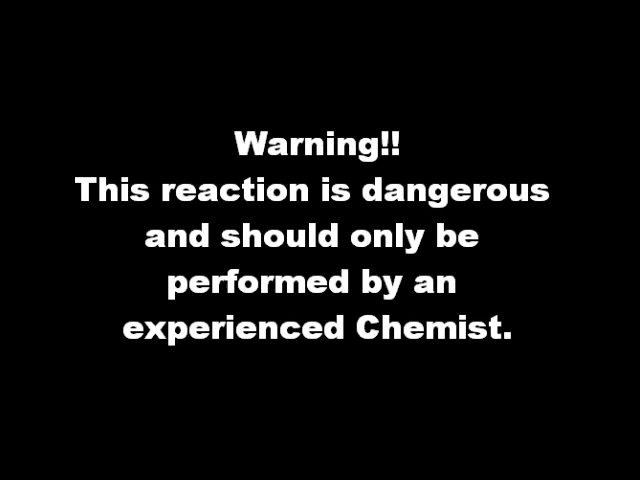 Warning!!
This reaction is dangerous
and should only be
performed by an
experienced Chemist.